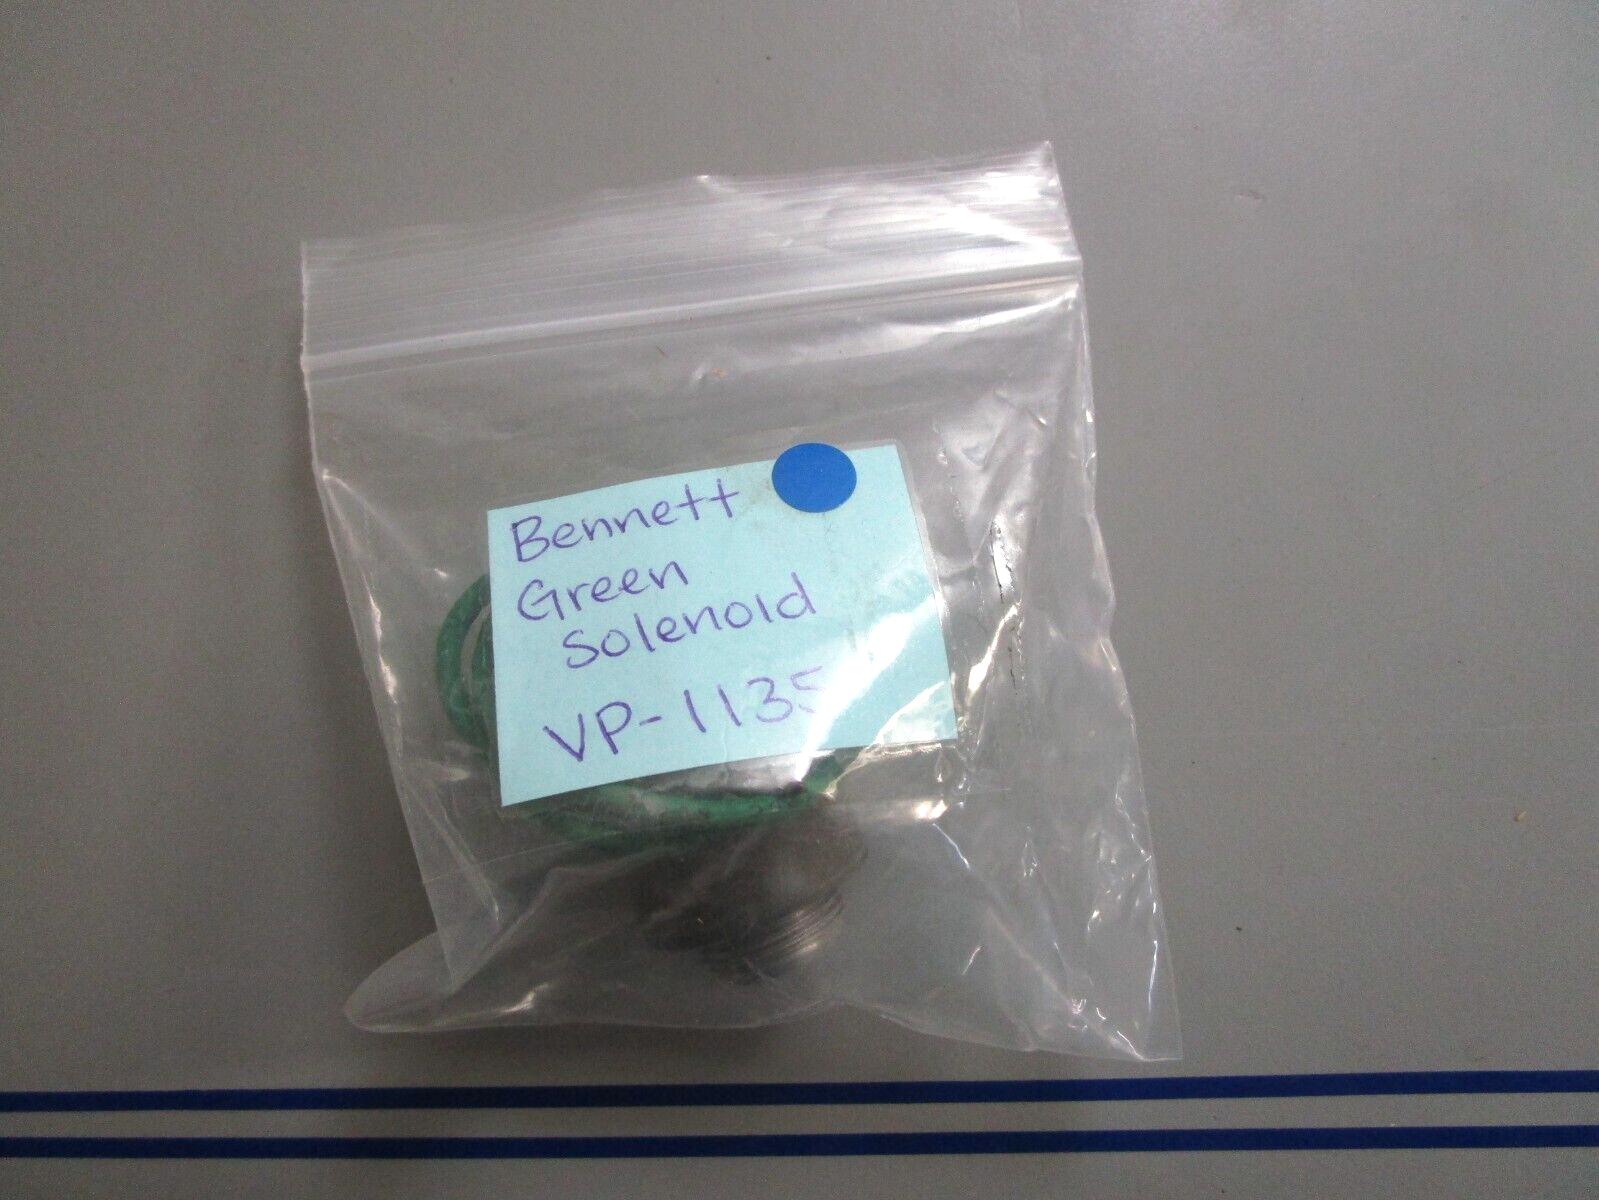 Bennett
Green
Solenoid
VP-1135